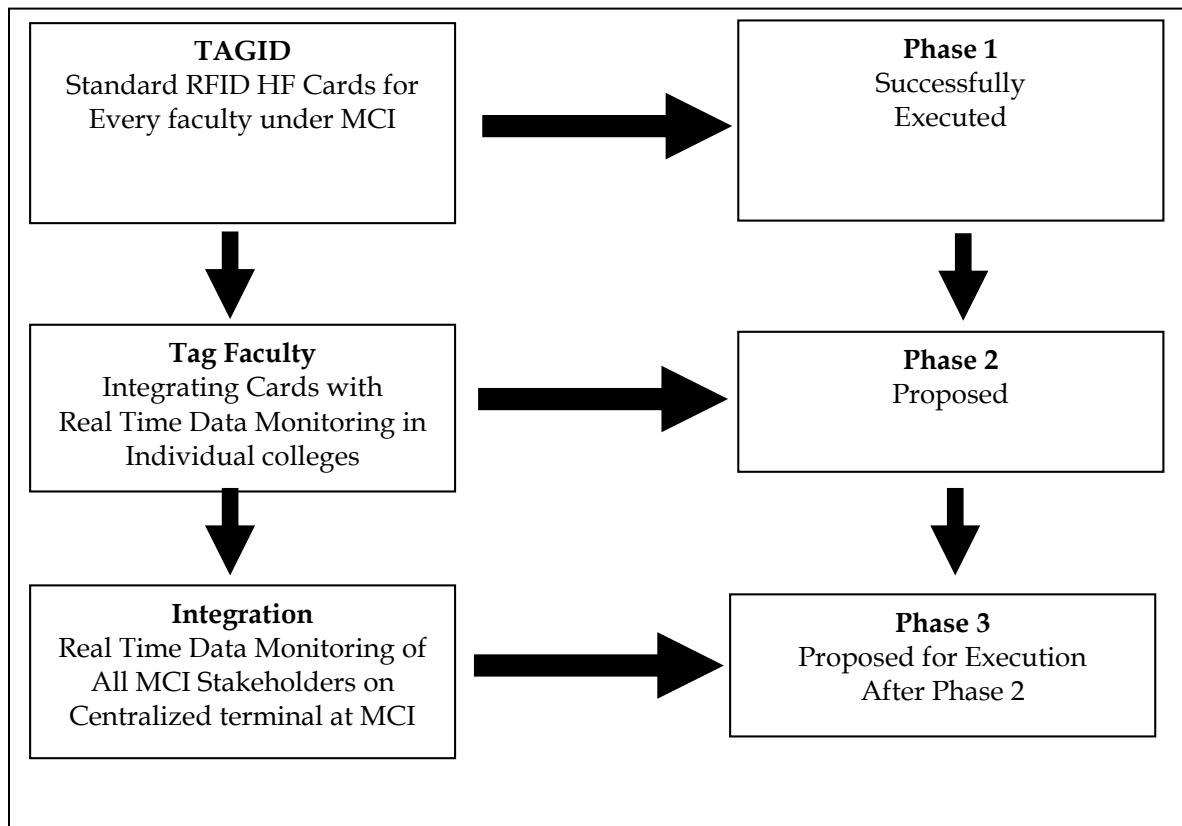 TAGID
Standard RFID HF Cards for
Every faculty under MCI
Phase 1
Successfully
Executed
Tag Faculty
Integrating Cards with
Real Time Data Monitoring in
Individual colleges
Phase 2
Proposed
Integration
Real Time Data Monitoring of
All MCI Stakeholders on
Centralized terminal at MCI
Phase 3
Proposed for Execution
After Phase 2